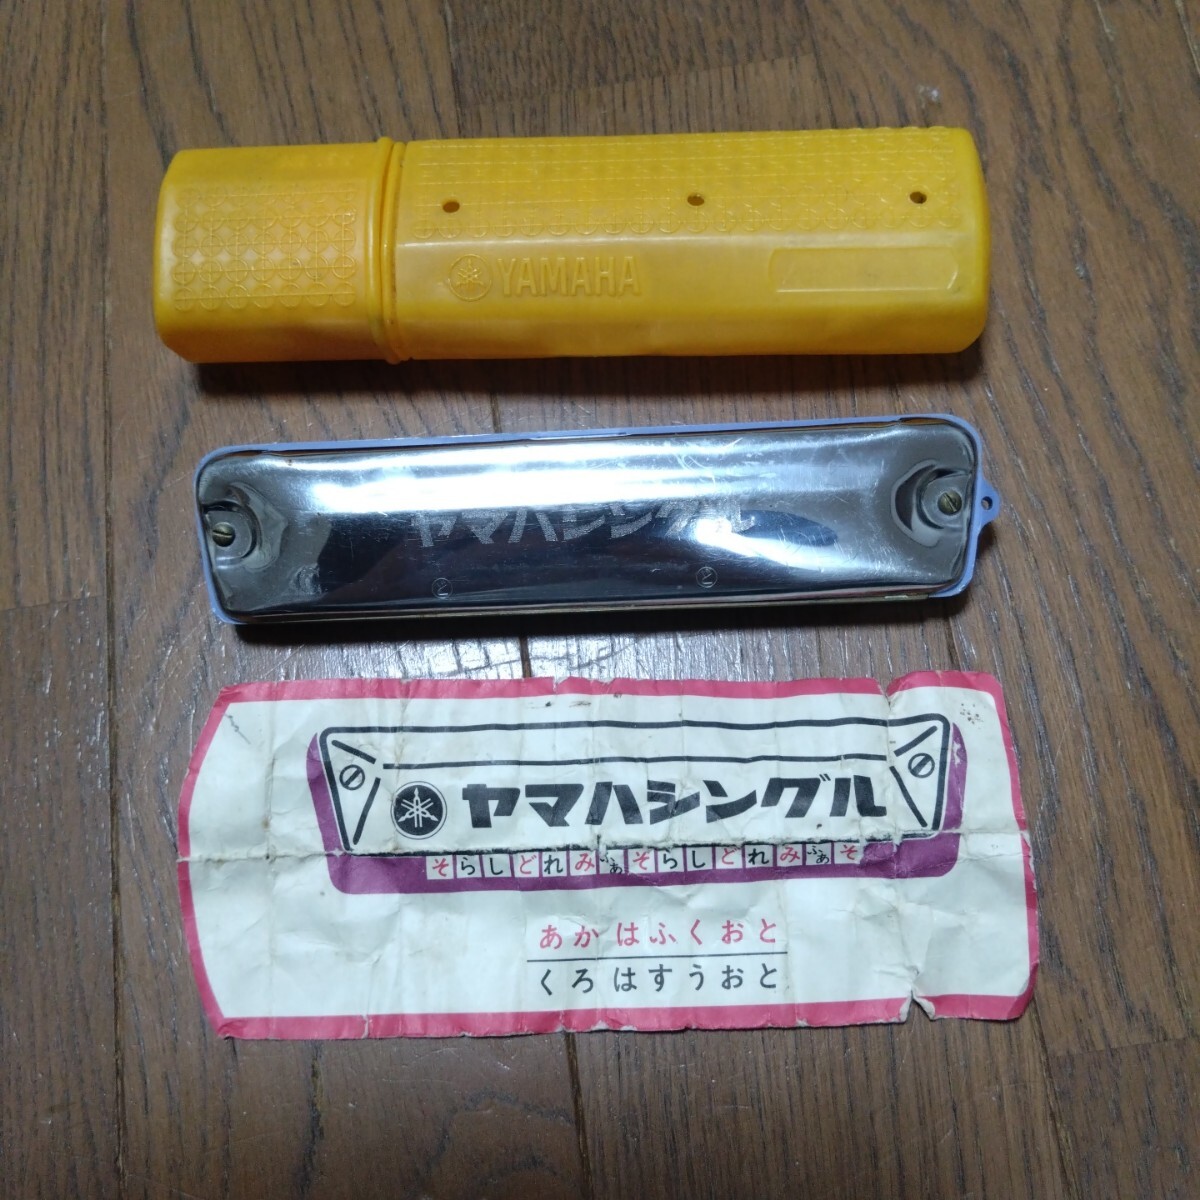 YAMAHA
ヤマハシングル
ど ど
ヤマハシングル
そらしどれみふぁそらしどれみふぁそ
あかはふくおと
くろはすうおと